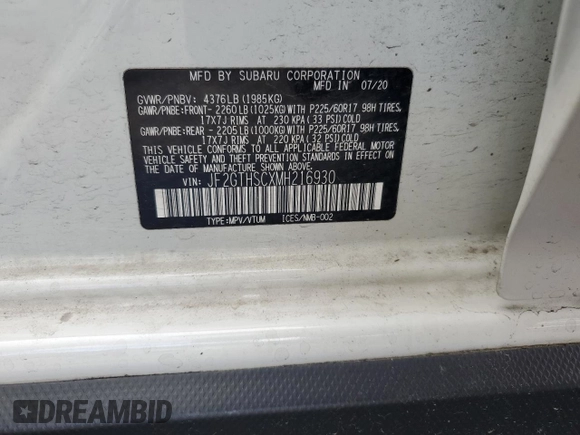 MFD BY SUBARU CORPORATION
MFD IN 07/20
GVWR/PNBV: 4376LB(1985KG)
GAWR/PNBE:FRONT- 2260LB(1025KG)WITH P225/60R17 98H TIRES,
17X7J RIMS AT 230 KPA(33 PSI)COLD
GAWR/PNBE:REAR - 2205LB(1000KG)WITH P225/60R17 98H TIRES,
17X7J RIMS AT 220 KPA(32 PSI)COLD
THIS VEHICLE CONFORMS TO ALL APPLICABLE FEDERAL MOTOR
VEHICLE SAFETY AND THEFT PREVENTION STANDARDS IN EFFECT ON
THE DATE OF MANUFACTURE SHOWN ABOVE.
VIN: JF2GTHSCXMH216930
TYPE:MPV/VTUM ICES/NMB-002
DREAMBID